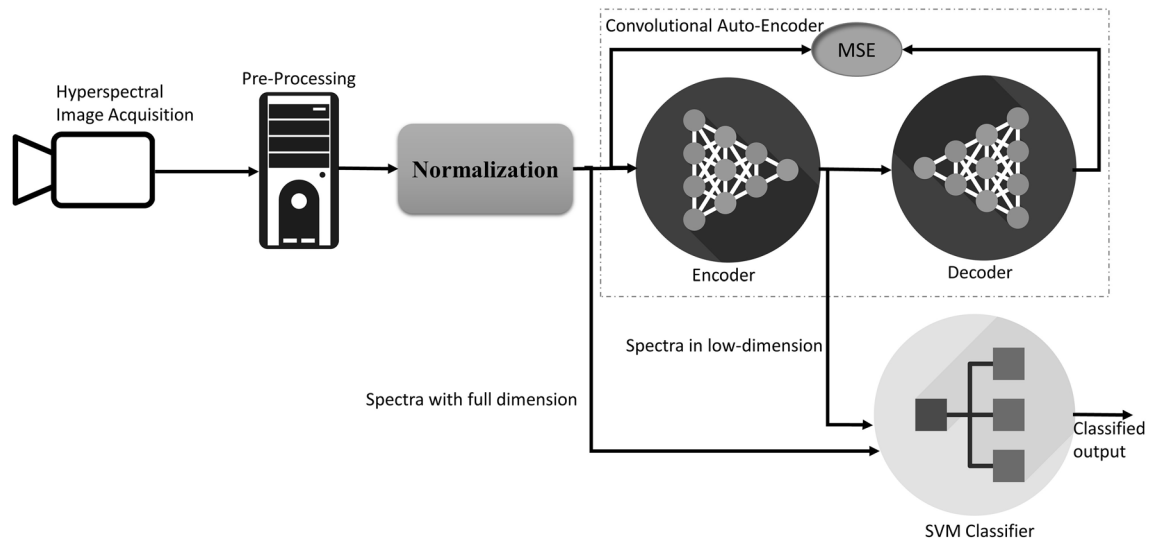 Convolutional Auto-Encoder
MSE
Pre-Processing
Hyperspectral
Image Acquisition
Normalization
Encoder
Decoder
Spectra in low-dimension
Spectra with full dimension
Classified
output
SVM Classifier